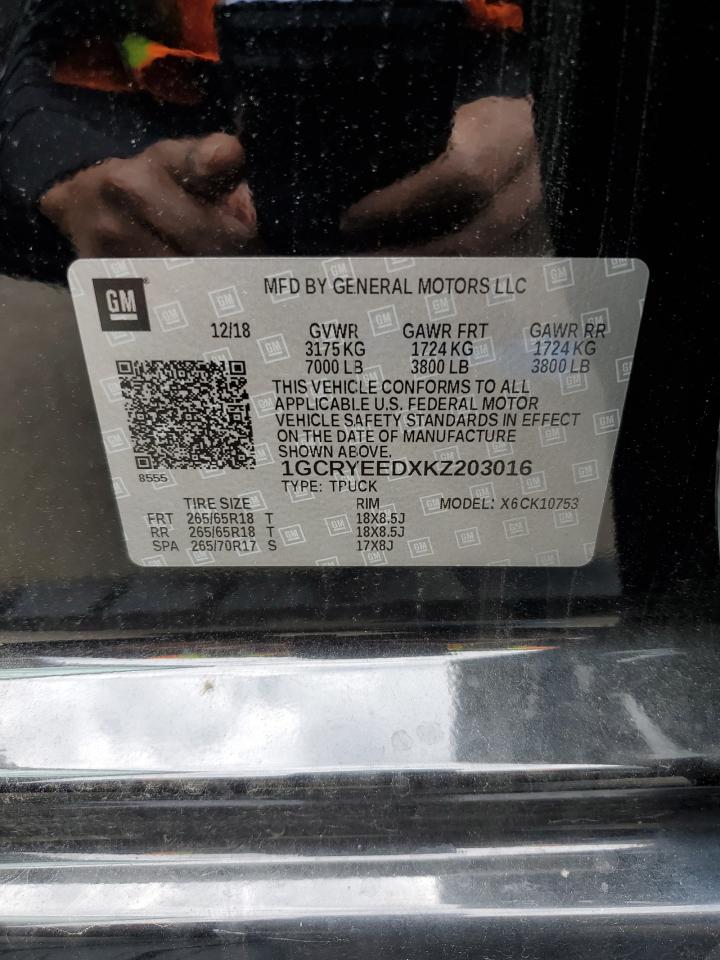 GM
MFD BY GENERAL MOTORS LLC
12/18 GVWR GAWR FRT GAWR RR
3175 KG 1724 KG 1724 KG
7000 LB 3800 LB 3800 LB
THIS VEHICLE CONFORMS TO ALL
APPLICABLE U.S. FEDERAL MOTOR
VEHICLE SAFETY STANDARDS IN EFFECT
ON THE DATE OF MANUFACTURE
SHOWN ABOVE.
1GCRYEEDXKZ203016
8555
TYPE: TPUCK
TIRE SIZE RIM MODEL: X6CK10753
FRT 265/65R18 T 18X8.5J
RR 265/65R18 T 18X8.5J
SPA 265/70R17 S 17X8J